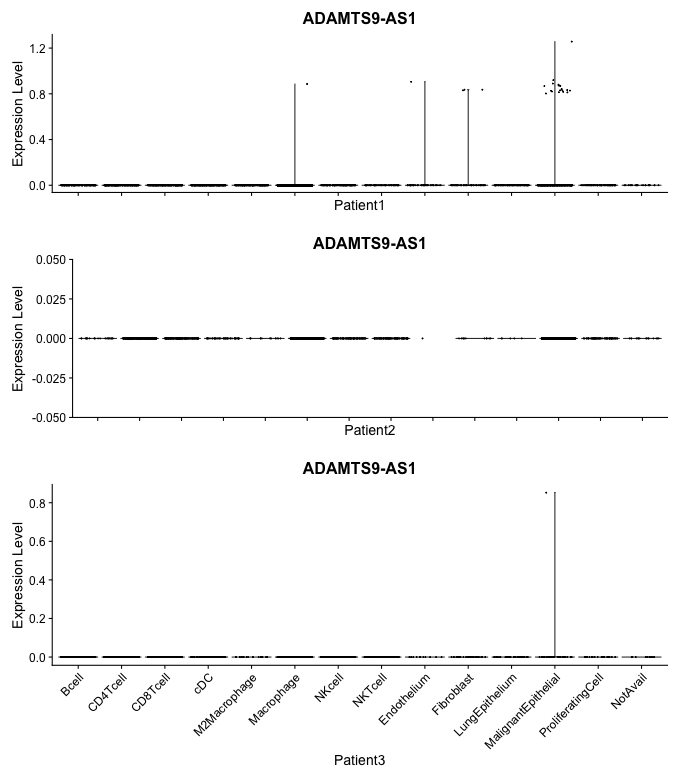 ADAMTS9-AS1
Expression Level
1.2
0.8
0.4
0.0
Patient1
ADAMTS9-AS1
Expression Level
0.050
0.025
0.000
-0.025
-0.050
Patient2
ADAMTS9-AS1
Expression Level
0.8
0.6
0.4
0.2
0.0
Bcell
CD4Tcell
CD8Tcell
cDC
M2Macrophage
Macrophage
NKcell
NKTcell
Endothelium
Fibroblast
LungEpithelium
MalignantEpithelial
ProliferatingCell
NotAvail
Patient3